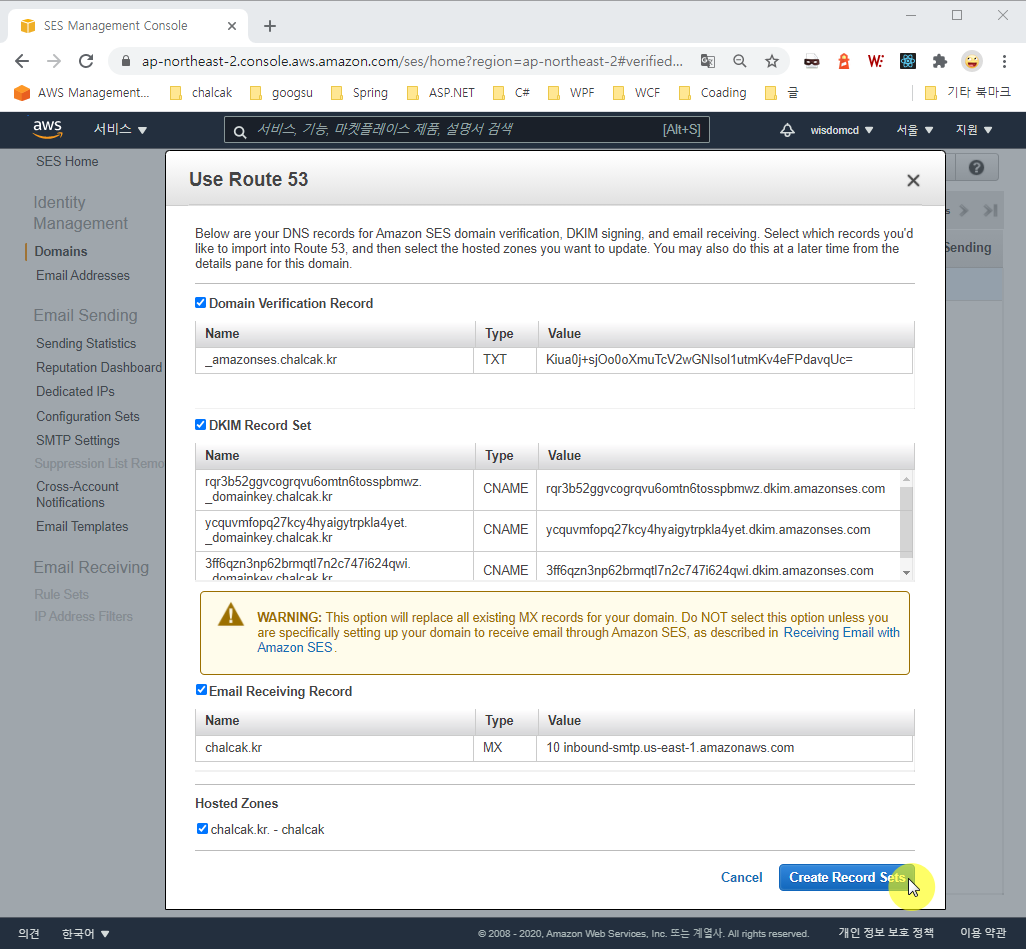 SES Management Console
ap-northeast-2.console.aws.amazon.com/ses/home?region=ap-northeast-2#verified...
AWS Management... chalcak googsu Spring ASP.NET C# WPF WCF Coading 글 기타 북마크
aws 서비스 서비스, 기능, 마켓플레이스 제품, 설명서 검색 [Alt+S] wisdomcd 서울 지원
SES Home
Identity
Management
Domains
Email Addresses
Email Sending
Sending Statistics
Reputation Dashboard
Dedicated IPs
Configuration Sets
SMTP Settings
Suppression List Remo
Cross-Account
Notifications
Email Templates
Email Receiving
Rule Sets
IP Address Filters
Sending
Use Route 53
Below are your DNS records for Amazon SES domain verification, DKIM signing, and email receiving. Select which records you'd
like to import into Route 53, and then select the hosted zones you want to update. You may also do this at a later time from the
details pane for this domain.
Domain Verification Record
Name Type Value
_amazonses.chalcak.kr TXT Kiua0j+sjOo0oXmuTcV2wGNIsol1utmKv4eFPdavqUc=
DKIM Record Set
Name Type Value
rqr3b52ggvcogrqvu6omtn6tosspbmwz.
_domainkey.chalcak.kr CNAME rqr3b52ggvcogrqvu6omtn6tosspbmwz.dkim.amazonses.com
ycquvmfopq27kcy4hyaigytrpkla4yet.
_domainkey.chalcak.kr CNAME ycquvmfopq27kcy4hyaigytrpkla4yet.dkim.amazonses.com
3ff6qzn3np62brmqtl7n2c747i624qwi.
_domainkey.chalcak.kr CNAME 3ff6qzn3np62brmqtl7n2c747i624qwi.dkim.amazonses.com
WARNING: This option will replace all existing MX records for your domain. Do NOT select this option unless you
are specifically setting up your domain to receive email through Amazon SES, as described in Receiving Email with
Amazon SES.
Email Receiving Record
Name Type Value
chalcak.kr MX 10 inbound-smtp.us-east-1.amazonaws.com
Hosted Zones
chalcak.kr. - chalcak
Cancel Create Record Sets
의견 한국어 © 2008 - 2020, Amazon Web Services, Inc. 또는 계열사. All rights reserved. 개인 정보 보호 정책 이용 약관